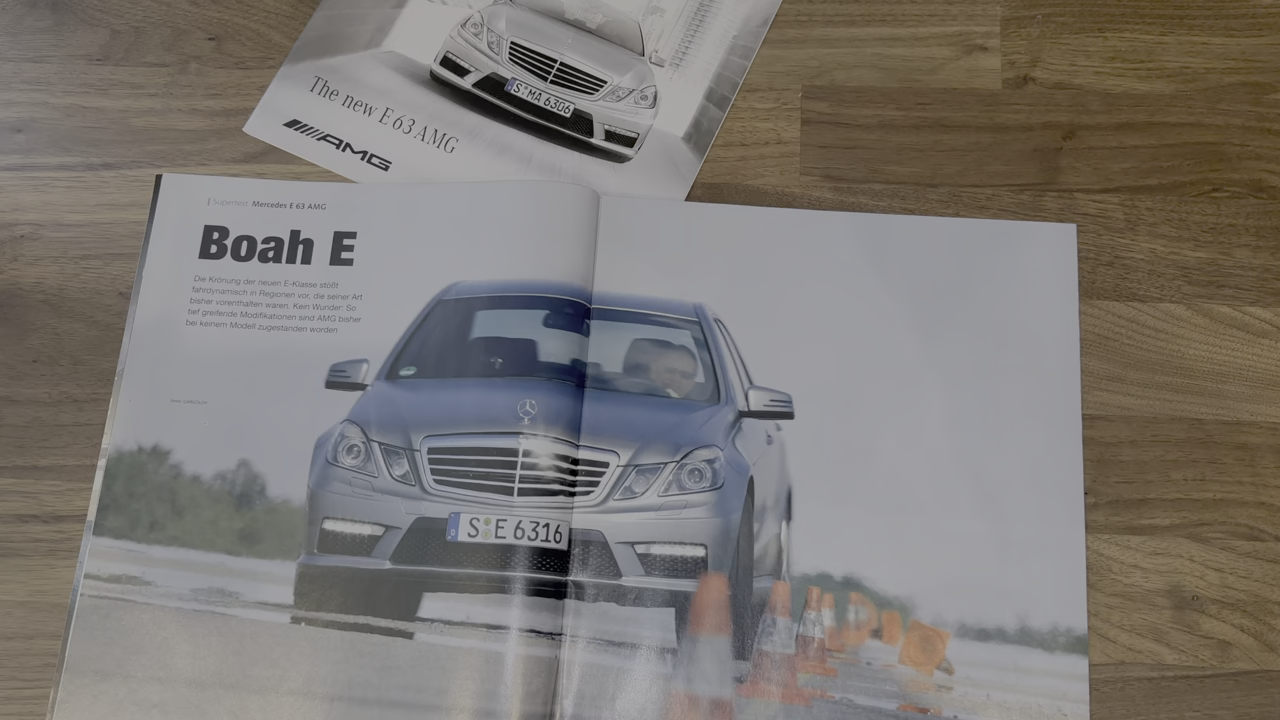 S MA 6306
The new E 63 AMG
AMG
Supertest Mercedes E 63 AMG
Boah E
Die Krönung der neuen E-Klasse stößt
fahrdynamisch in Regionen vor, die seiner Art
bisher vorenthalten waren. Kein Wunder: So
tief greifende Modifikationen sind AMG bisher
bei keinem Modell zugestanden worden
S E 6316